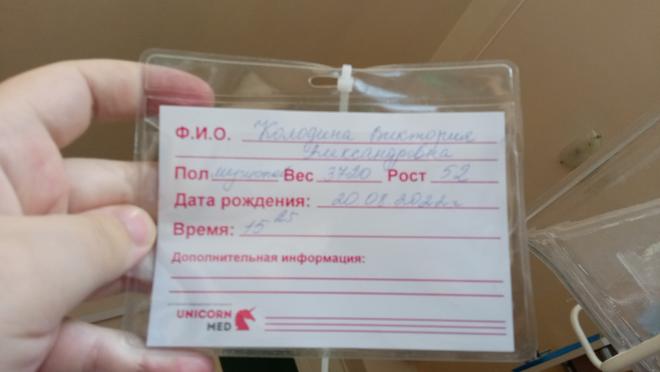 Ф.И.О. Колодина Виктория
Александровна
Пол мужской Вес 3720 Рост 52
Дата рождения: 20.08.2022г
Время: 15 25
Дополнительная информация:
UNICORN
MED